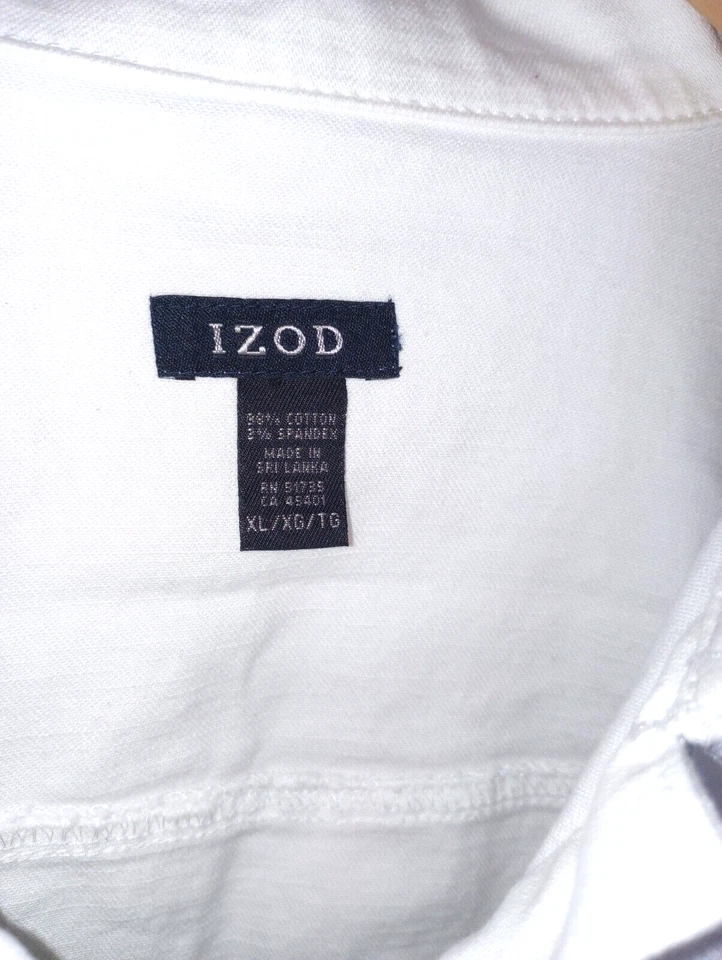 IZOD
98% COTTON
2% SPANDEX
MADE IN
SRI LANKA
RN 51735
CA 45401
XL/XG/TG